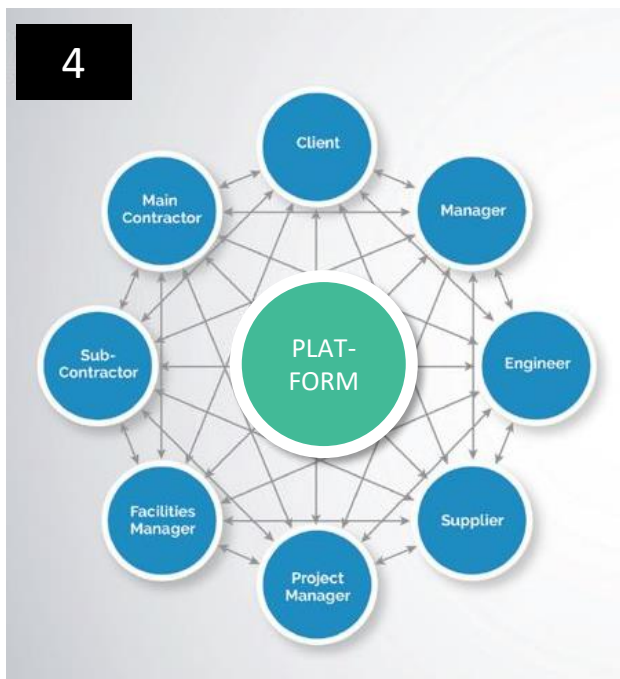 4
Client
Main
Contractor
Manager
Sub-
Contractor
PLAT-
FORM
Engineer
Facilities
Manager
Supplier
Project
Manager